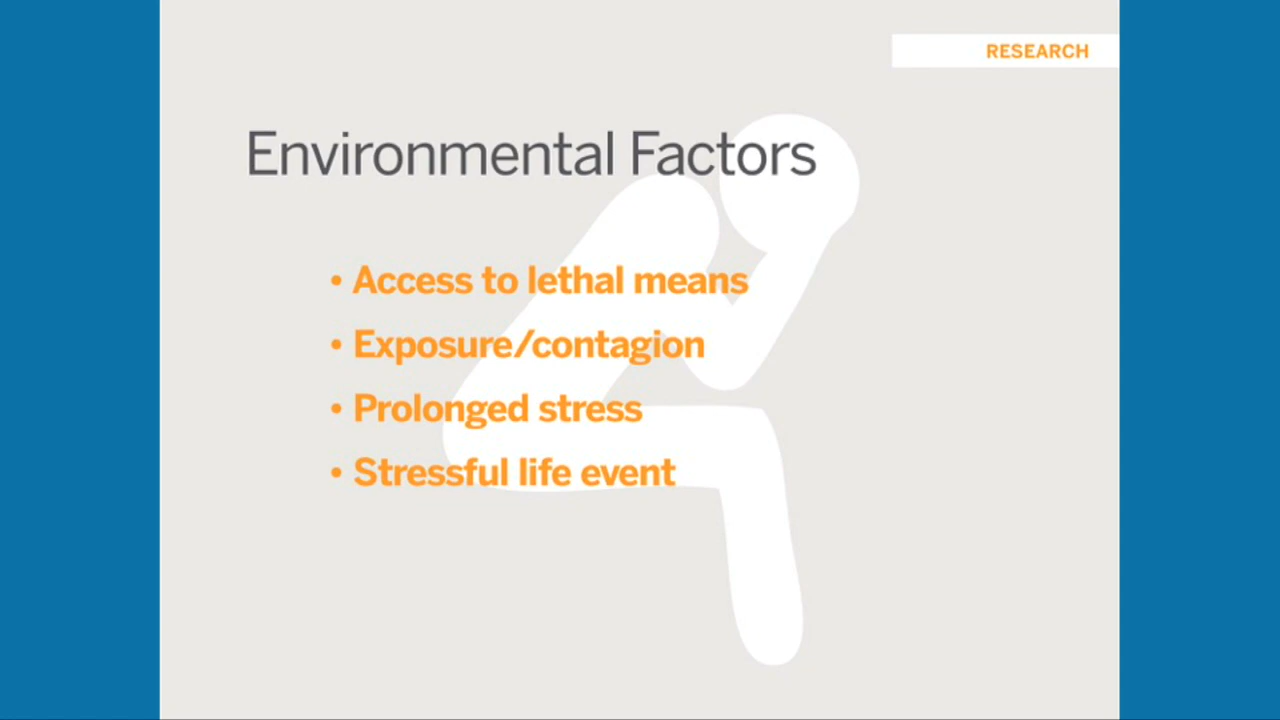 RESEARCH
Environmental Factors
• Access to lethal means
• Exposure/contagion
• Prolonged stress
• Stressful life event